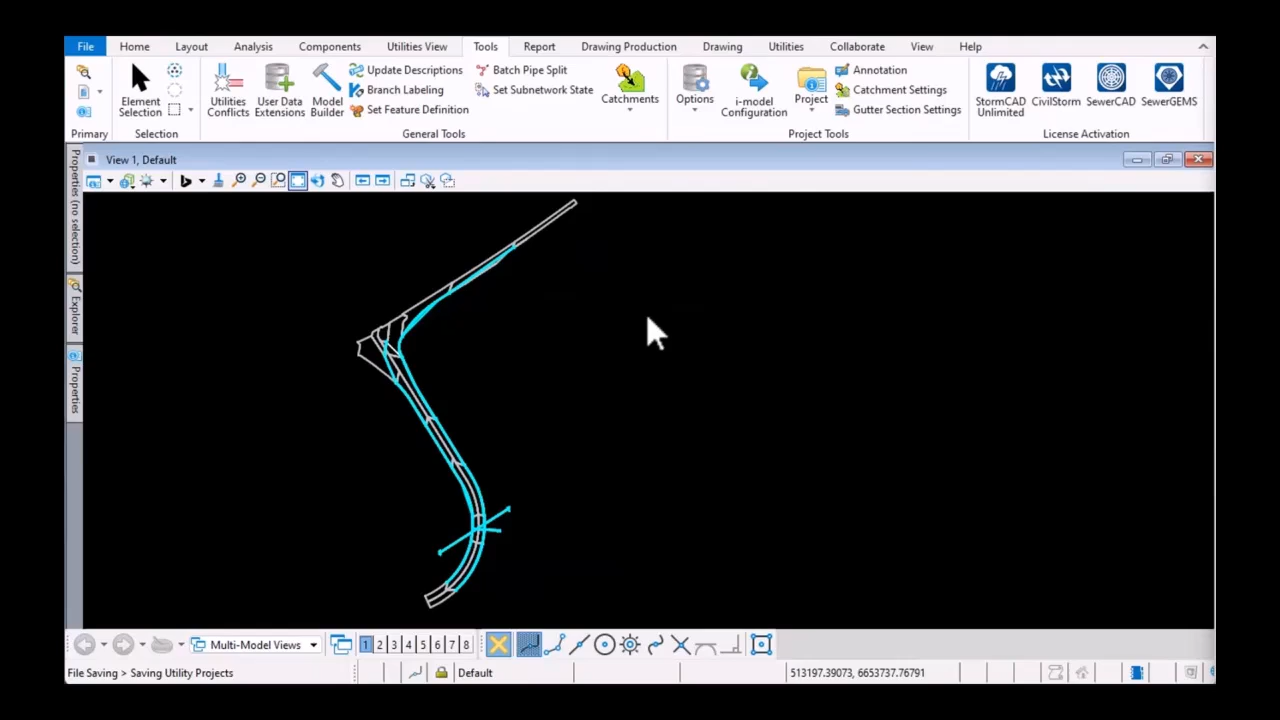 File Home Layout Analysis Components Utilities View Tools Report Drawing Production Drawing Utilities Collaborate View Help
Element Selection
Utilities Conflicts
User Data Extensions
Model Builder
Update Descriptions
Branch Labeling
Set Feature Definition
Batch Pipe Split
Set Subnetwork State
Catchments
Options
i-model Configuration
Project
Annotation
Catchment Settings
Gutter Section Settings
StormCAD Unlimited
CivilStorm
SewerCAD
SewerGEMS
Primary Selection General Tools Project Tools License Activation
View 1, Default
Properties (no selection)
Explorer
Properties
Multi-Model Views 1 2 3 4 5 6 7 8
File Saving > Saving Utility Projects Default 513197.39073, 6653737.76791